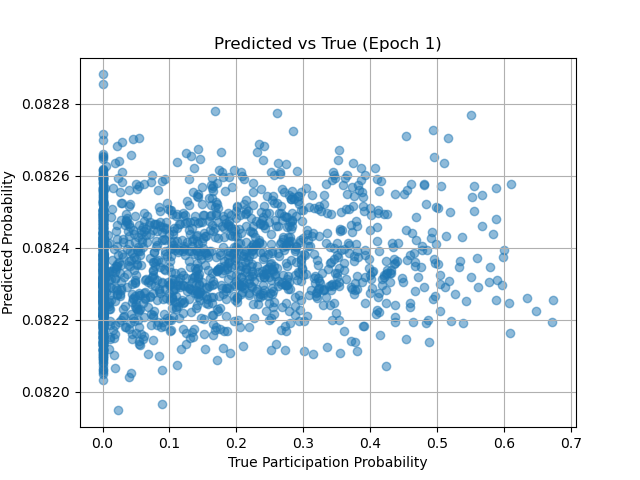 Predicted vs True (Epoch 1)
Predicted Probability
0.0828
0.0826
0.0824
0.0822
0.0820
0.0 0.1 0.2 0.3 0.4 0.5 0.6 0.7
True Participation Probability